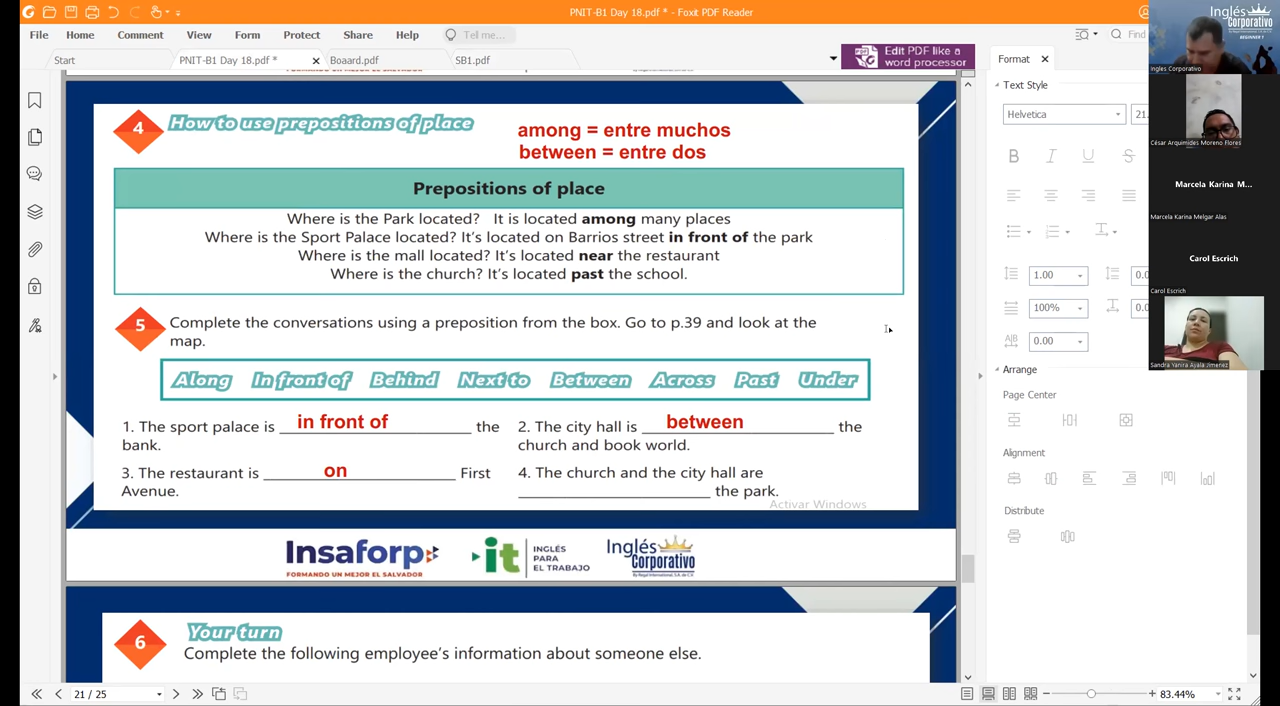 PNIT-B1 Day 18.pdf * - Foxit PDF Reader
File Home Comment View Form Protect Share Help Tell me... Find
Start PNIT-B1 Day 18.pdf * Boaard.pdf SB1.pdf
Edit PDF like a
word processor
4 How to use prepositions of place
among = entre muchos
between = entre dos
Prepositions of place
Where is the Park located? It is located among many places
Where is the Sport Palace located? It's located on Barrios street in front of the park
Where is the mall located? It's located near the restaurant
Where is the church? It's located past the school.
5 Complete the conversations using a preposition from the box. Go to p.39 and look at the
map.
Along In front of Behind Next to Between Across Past Under
1. The sport palace is in front of the
bank.
2. The city hall is between the
church and book world.
3. The restaurant is on First
Avenue.
4. The church and the city hall are
the park.
Activar Windows
Insaforp
FORMANDO UN MEJOR EL SALVADOR
it INGLÉS
PARA
EL TRABAJO
Inglés
Corporativo
6 Your turn
Complete the following employee's information about someone else.
21 / 25
83.44%
Format
Text Style
Helvetica 21.
B I U S
1.00 0.0
100% 0.0
0.00
Arrange
Page Center
Alignment
Distribute
Inglés
Corporativo
BEGINNER 1
Ingles Corporativo
César Arquimides Moreno Flores
Marcela Karina M...
Marcela Karina Melgar Alas
Carol Escrich
Carol Escrich
Sandra Yanira Ayala Jimenez